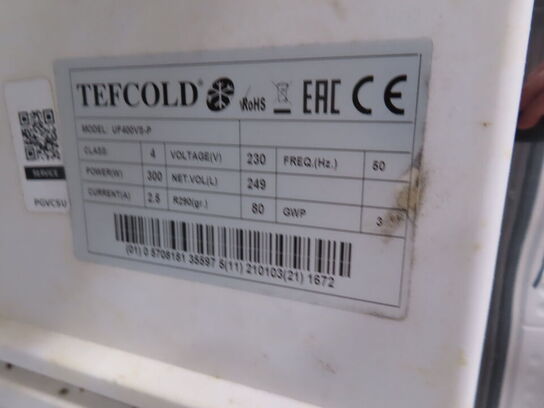 TEFCOLD® RoHS EAC CE
MODEL: UF400VS-P
CLASS: 4 VOLTAGE(V) 230 FREQ.(Hz.) 50
POWER(W) 300 NET.VOL(L) 249
CURRENT(A) 2.5 R290(gr.) 80 GWP 3
(01) 0 5708181 35597 5(11) 210103(21) 1672
SERVICE
PGVCSU